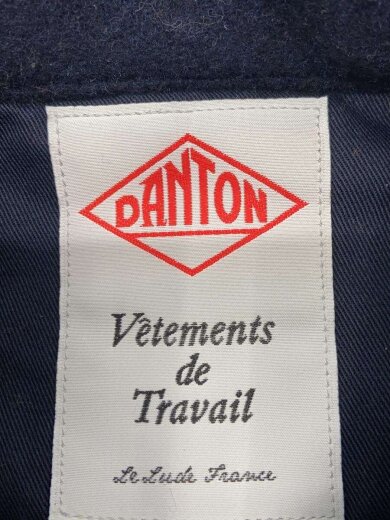 DANTON
Vêtements
de
Travail
Le Lude France